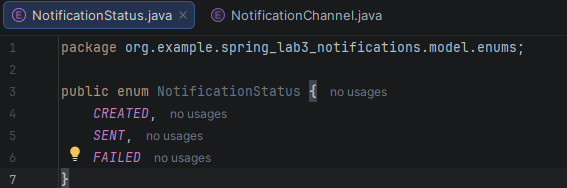 NotificationStatus.java × NotificationChannel.java
1 package org.example.spring_lab3_notifications.model.enums;
2
3 public enum NotificationStatus { no usages
4 CREATED, no usages
5 SENT, no usages
6 FAILED no usages
7 }